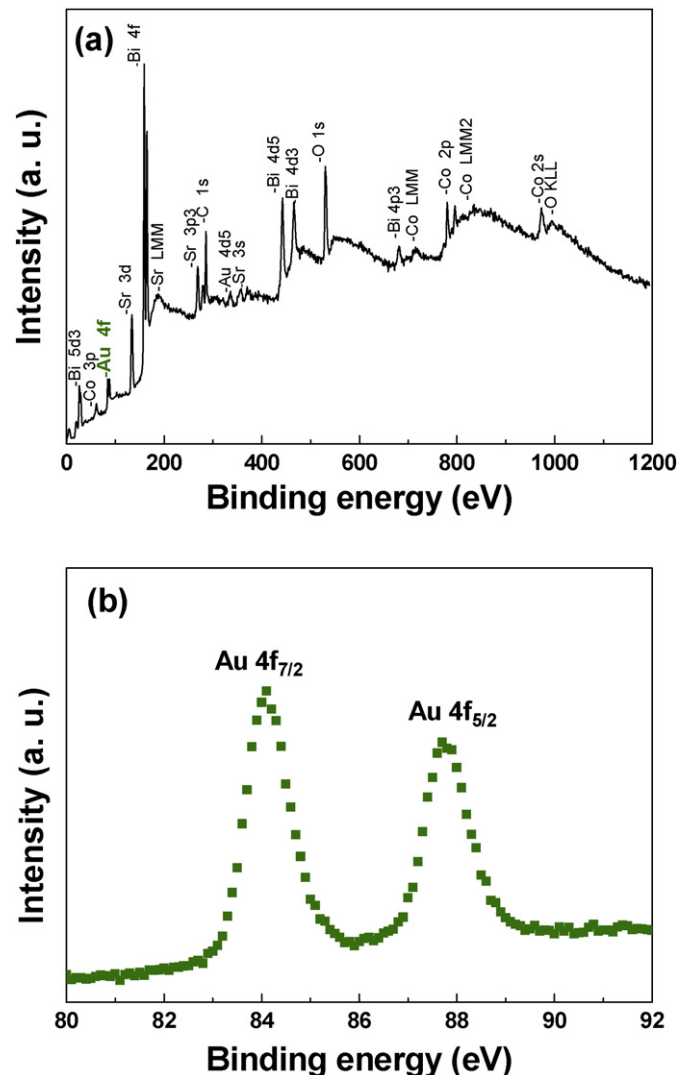 (a)
Intensity (a. u.)
-Bi 5d3
-Co 3p
-Au 4f
-Sr 3d
-Bi 4f
-Sr LMM
-Sr 3p3
-C 1s
-Au 4d5
-Sr 3s
-Bi 4d5
Bi 4d3
-O 1s
-Bi 4p3
-Co LMM
-Co 2p
-Co LMM2
-Co 2s
-O KLL
0 200 400 600 800 1000 1200
Binding energy (eV)
(b)
Intensity (a. u.)
Au 4f7/2
Au 4f5/2
80 82 84 86 88 90 92
Binding energy (eV)